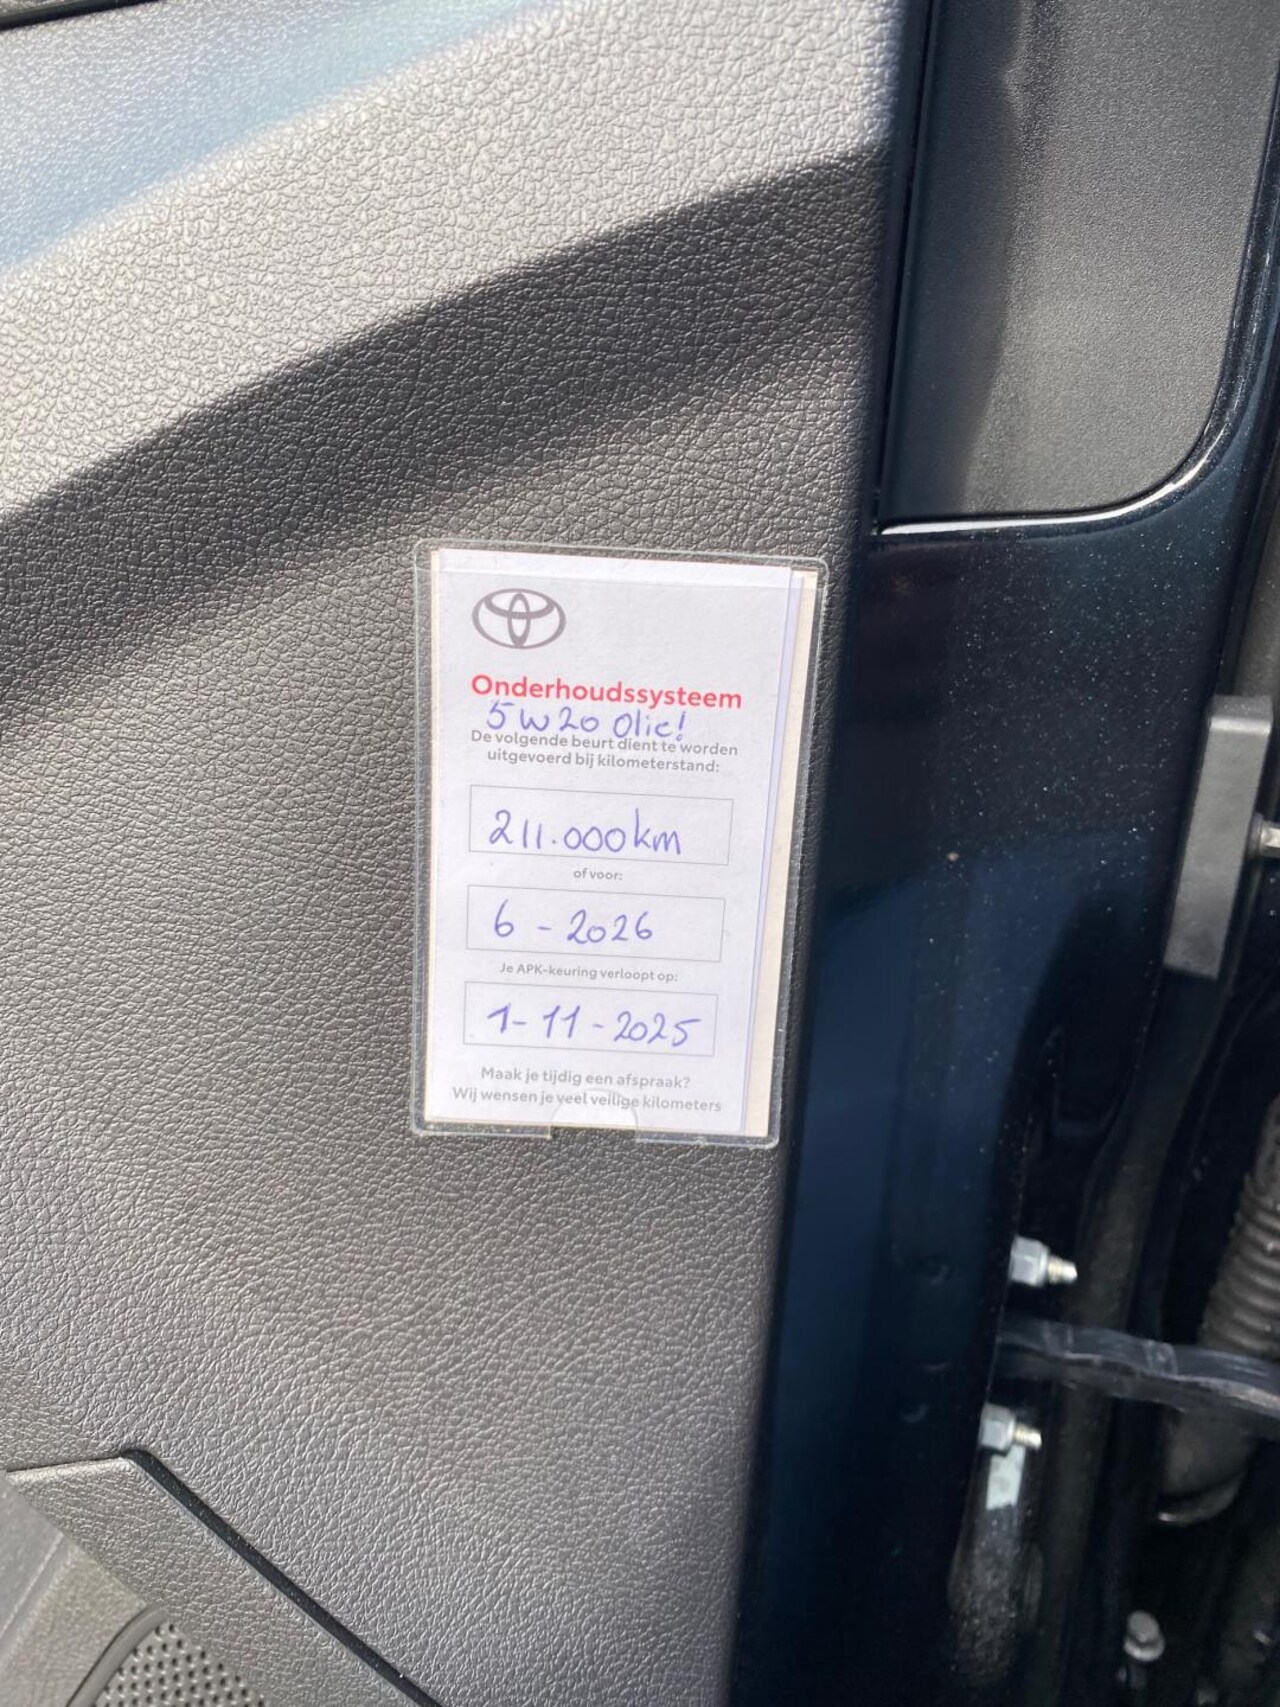 Onderhoudssysteem
5W20 Olie!
De volgende beurt dient te worden
uitgevoerd bij kilometerstand:
211.000km
of voor:
6 - 2026
Je APK-keuring verloopt op:
1-11-2025
Maak je tijdig een afspraak?
Wij wensen je veel veilige kilometers